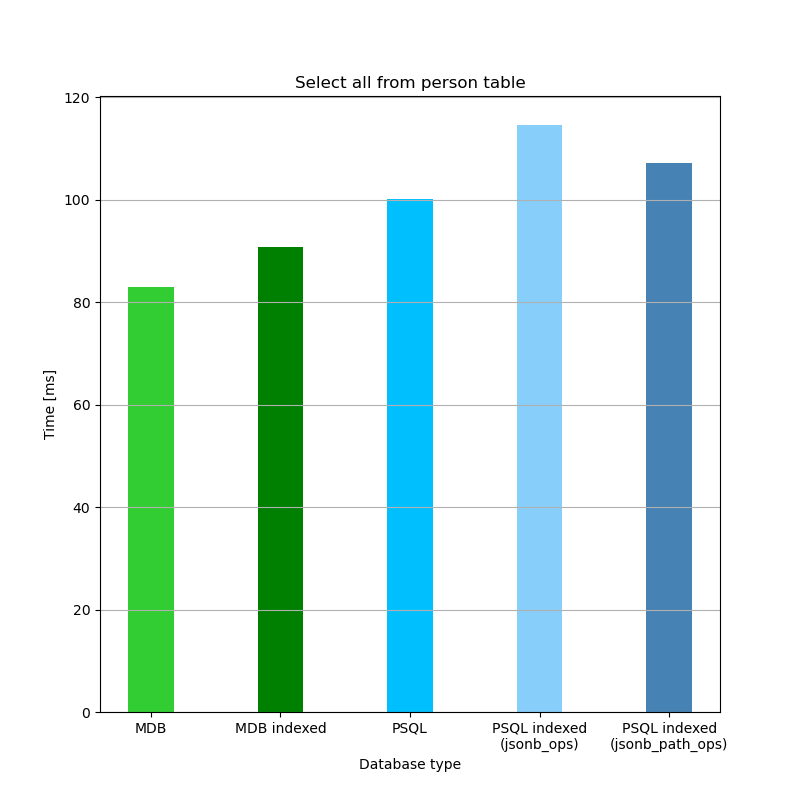 Select all from person table
120
100
80
60
40
20
0
Time [ms]
MDB
MDB indexed
PSQL
PSQL indexed
(jsonb_ops)
PSQL indexed
(jsonb_path_ops)
Database type